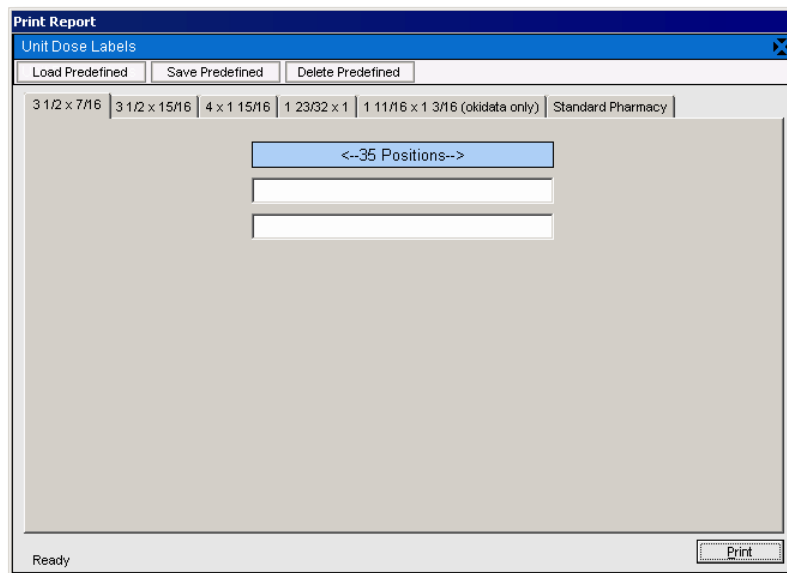 Print Report
Unit Dose Labels
Load Predefined Save Predefined Delete Predefined
3 1/2 x 7/16 3 1/2 x 15/16 4 x 1 15/16 1 23/32 x 1 1 11/16 x 1 3/16 (okidata only) Standard Pharmacy
<--35 Positions-->
Print
Ready